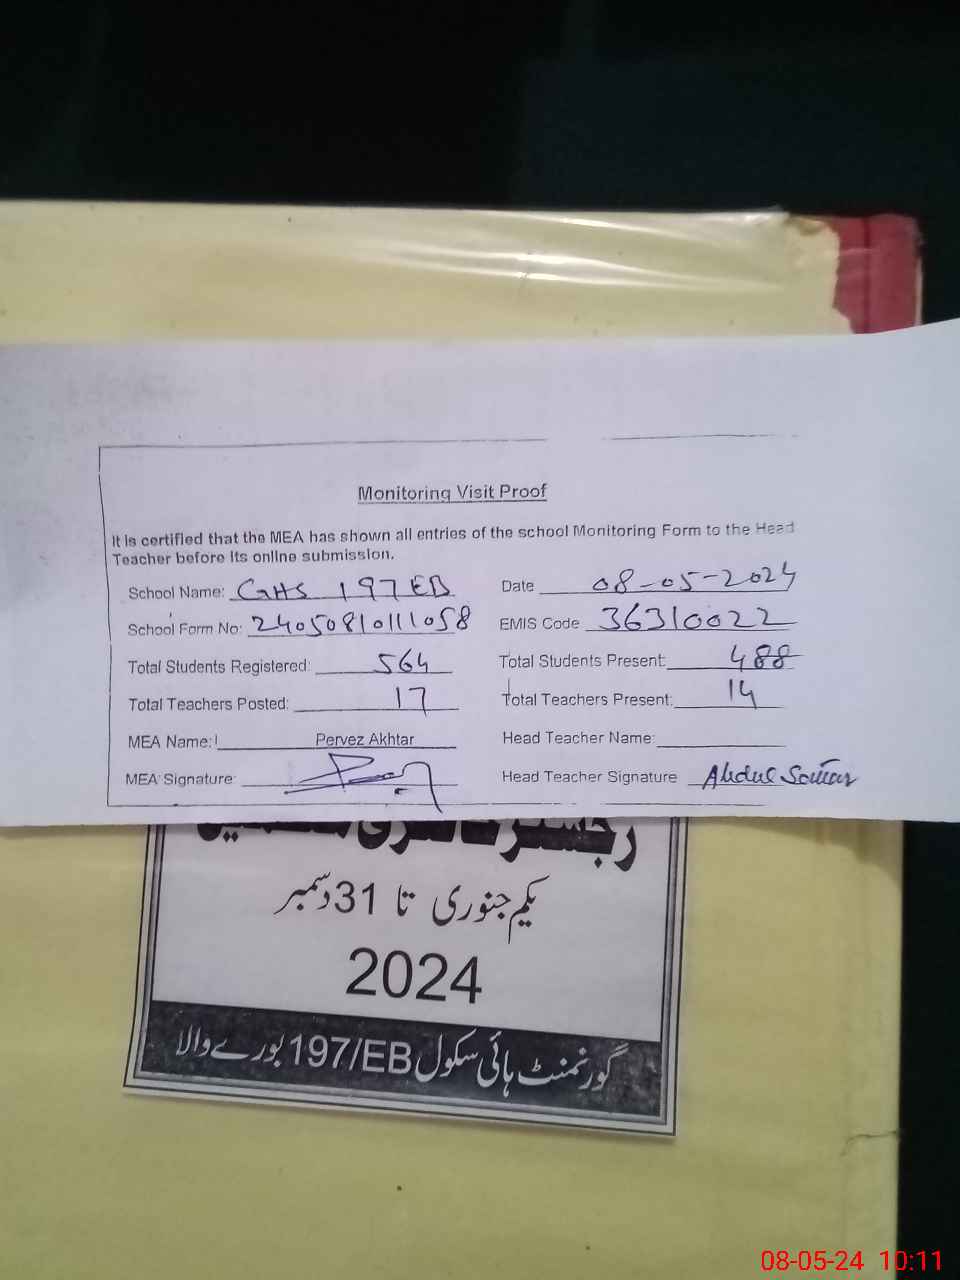 Monitoring Visit Proof
It is certified that the MEA has shown all entries of the school Monitoring Form to the Head
Teacher before its online submission.
School Name: GHS 197 EB Date 08-05-2024
School Form No: 24050810111058 EMIS Code 36310022
Total Students Registered: 564 Total Students Present: 488
Total Teachers Posted: 17 Total Teachers Present: 14
MEA Name: Pervez Akhtar Head Teacher Name:
MEA Signature: Head Teacher Signature Abdul Sattar
یکم جنوری تا 31 دسمبر
2024
گورنمنٹ ہائی سکول 197/EB بورے والا
08-05-24 10:11